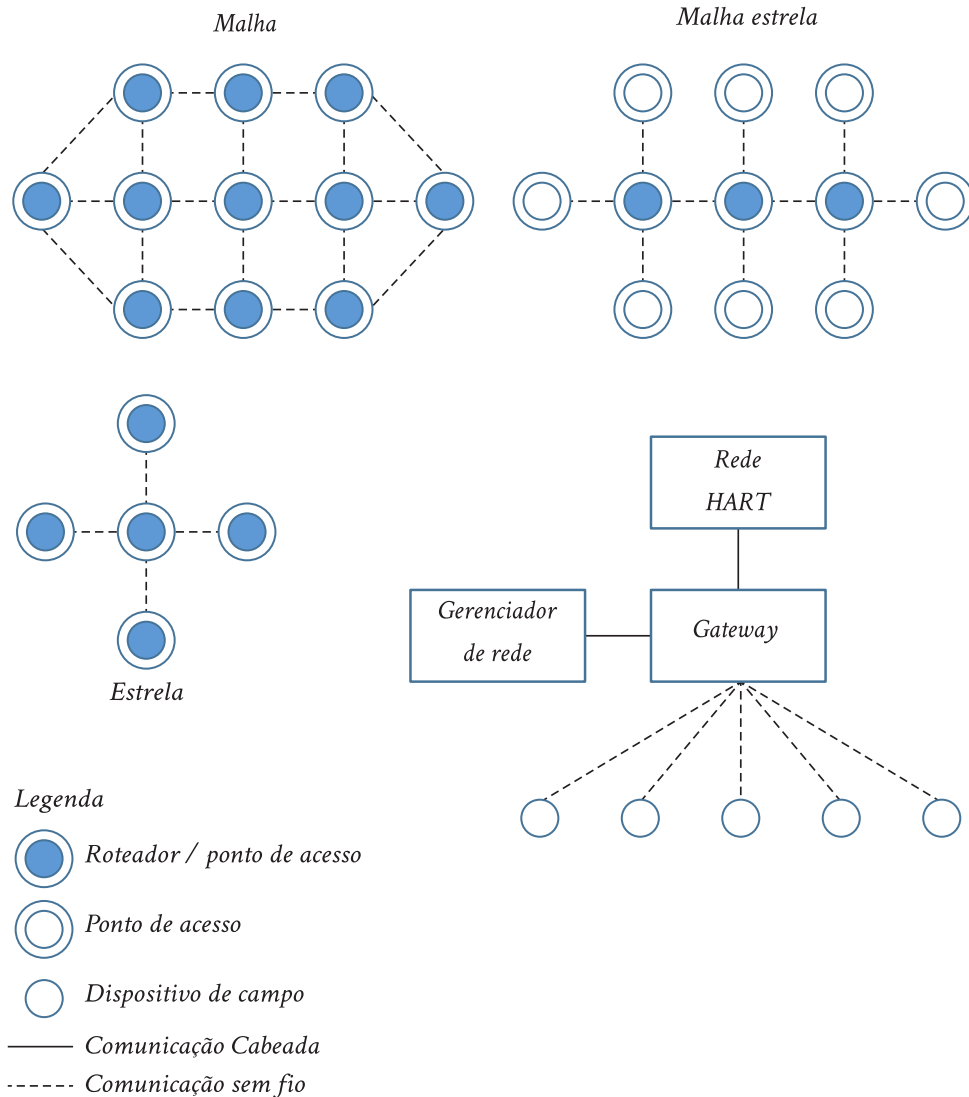 Malha
Malha estrela
Estrela
Rede
HART
Gerenciador
de rede
Gateway
Legenda
Roteador / ponto de acesso
Ponto de acesso
Dispositivo de campo
Comunicação Cabeada
Comunicação sem fio